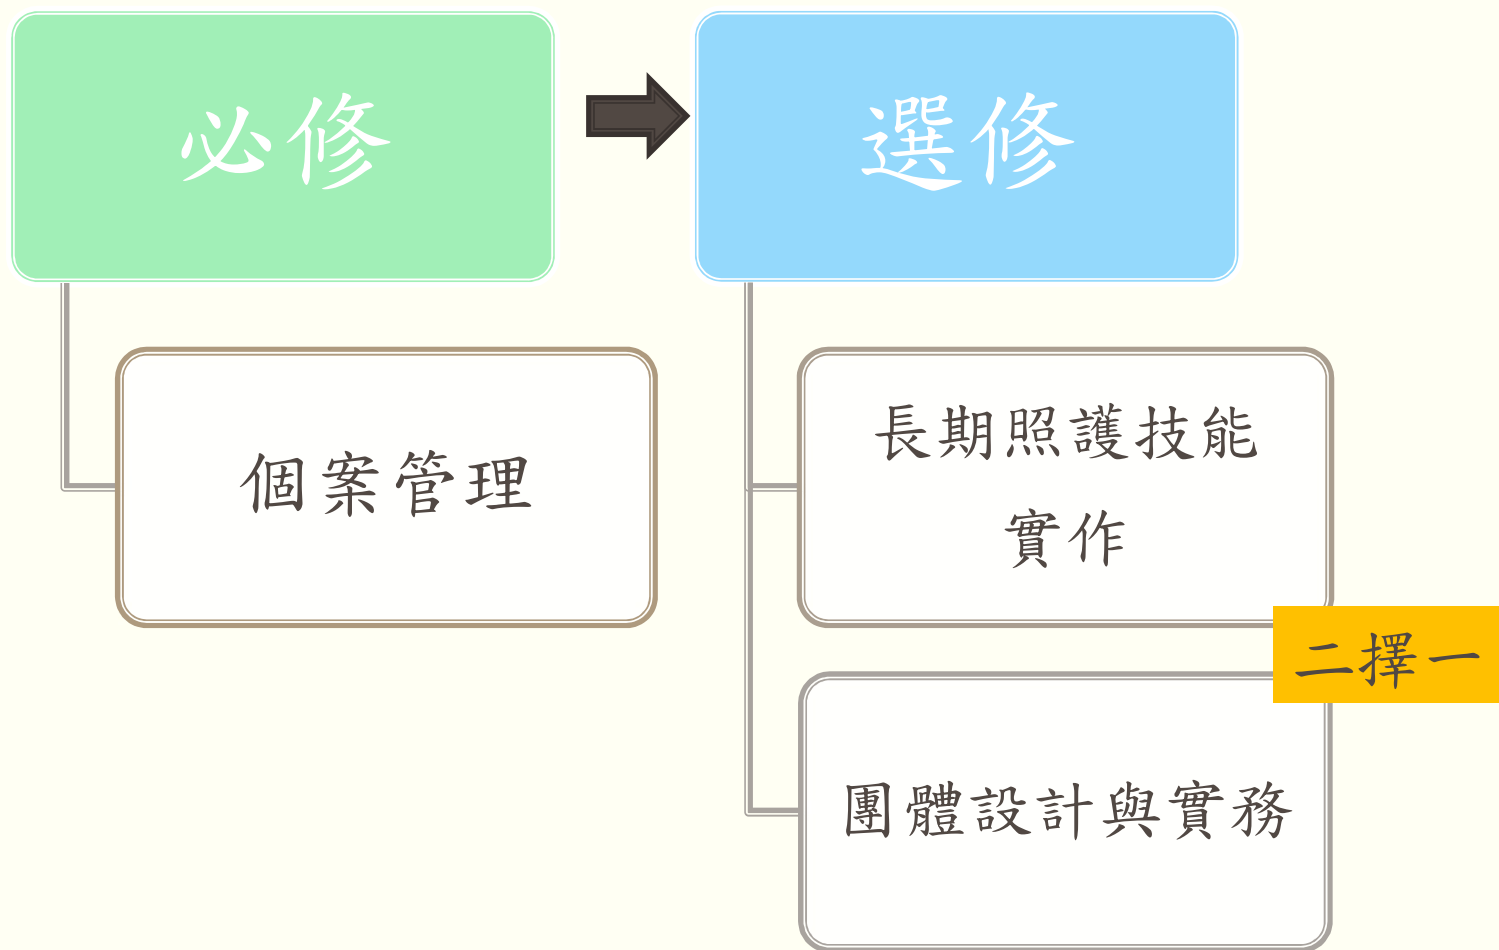 必修
選修
個案管理
長期照護技能
實作
二擇一
團體設計與實務